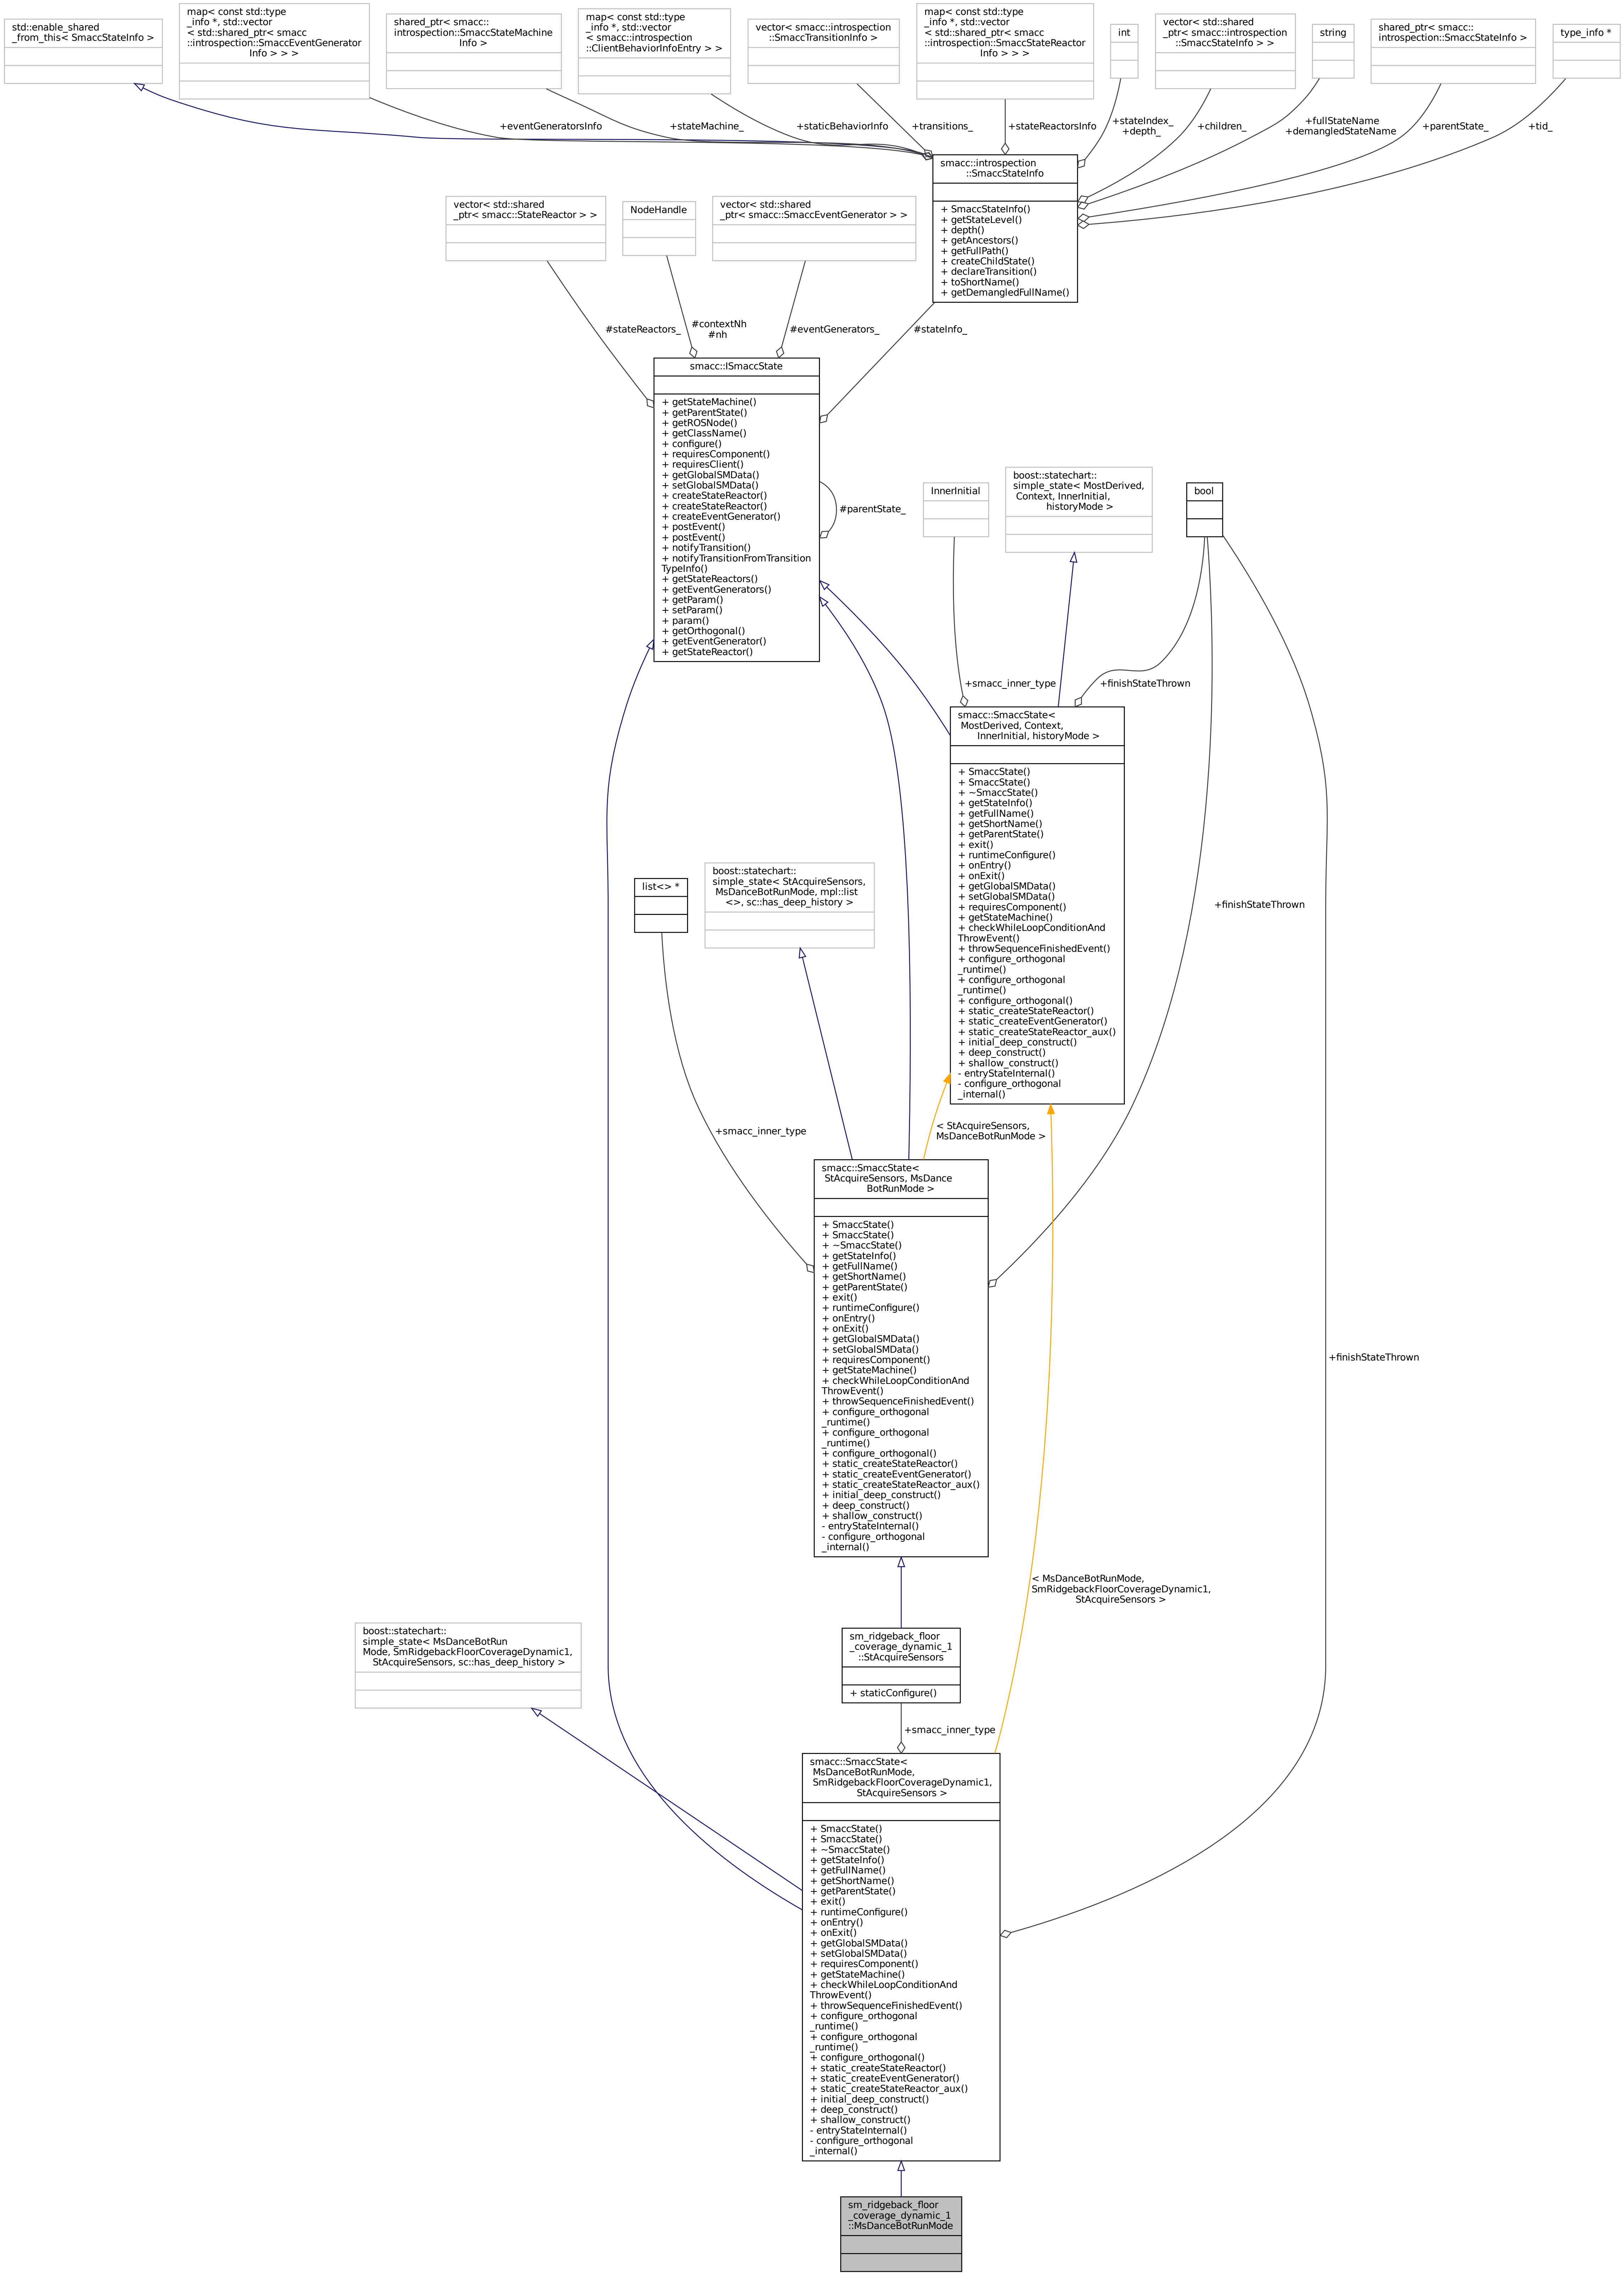 std::enable_shared
_from_this< SmaccStateInfo >
map< const std::type
_info *, std::vector
< std::shared_ptr< smacc
::introspection::SmaccEventGenerator
Info > > >
shared_ptr< smacc::
introspection::SmaccStateMachine
Info >
map< const std::type
_info *, std::vector
< smacc::introspection
::ClientBehaviorInfoEntry > >
vector< smacc::introspection
::SmaccTransitionInfo >
map< const std::type
_info *, std::vector
< std::shared_ptr< smacc
::introspection::SmaccStateReactor
Info > > >
int
vector< std::shared
_ptr< smacc::introspection
::SmaccStateInfo > >
string
shared_ptr< smacc::
introspection::SmaccStateInfo >
type_info *
+eventGeneratorsInfo
+stateMachine_
+staticBehaviorInfo
+transitions_
+stateReactorsInfo
+stateIndex_
+depth_
+children_
+fullStateName
+demangledStateName
+parentState_
+tid_
smacc::introspection
::SmaccStateInfo
+ SmaccStateInfo()
+ getStateLevel()
+ depth()
+ getAncestors()
+ getFullPath()
+ createChildState()
+ declareTransition()
+ toShortName()
+ getDemangledFullName()
vector< std::shared
_ptr< smacc::StateReactor > >
NodeHandle
vector< std::shared
_ptr< smacc::SmaccEventGenerator > >
#stateReactors_
#contextNh
#nh
#eventGenerators_
#stateInfo_
smacc::ISmaccState
+ getStateMachine()
+ getParentState()
+ getROSNode()
+ getClassName()
+ configure()
+ requiresComponent()
+ requiresClient()
+ getGlobalSMData()
+ setGlobalSMData()
+ createStateReactor()
+ createStateReactor()
+ createEventGenerator()
+ postEvent()
+ postEvent()
+ notifyTransition()
+ notifyTransitionFromTransition
TypeInfo()
+ getStateReactors()
+ getEventGenerators()
+ getParam()
+ setParam()
+ param()
+ getOrthogonal()
+ getEventGenerator()
+ getStateReactor()
#parentState_
InnerInitial
boost::statechart::
simple_state< MostDerived,
Context, InnerInitial,
historyMode >
bool
+smacc_inner_type
+finishStateThrown
smacc::SmaccState<
MostDerived, Context,
InnerInitial, historyMode >
+ SmaccState()
+ SmaccState()
+ ~SmaccState()
+ getStateInfo()
+ getFullName()
+ getShortName()
+ getParentState()
+ exit()
+ runtimeConfigure()
+ onEntry()
+ onExit()
+ getGlobalSMData()
+ setGlobalSMData()
+ requiresComponent()
+ getStateMachine()
+ checkWhileLoopConditionAnd
ThrowEvent()
+ throwSequenceFinishedEvent()
+ configure_orthogonal
_runtime()
+ configure_orthogonal
_runtime()
+ configure_orthogonal()
+ static_createStateReactor()
+ static_createEventGenerator()
+ static_createStateReactor_aux()
+ initial_deep_construct()
+ deep_construct()
+ shallow_construct()
- entryStateInternal()
- configure_orthogonal
_internal()
list<> *
boost::statechart::
simple_state< StAcquireSensors,
MsDanceBotRunMode, mpl::list
<>, sc::has_deep_history >
+finishStateThrown
+smacc_inner_type
< StAcquireSensors,
MsDanceBotRunMode >
smacc::SmaccState<
StAcquireSensors, MsDance
BotRunMode >
+ SmaccState()
+ SmaccState()
+ ~SmaccState()
+ getStateInfo()
+ getFullName()
+ getShortName()
+ getParentState()
+ exit()
+ runtimeConfigure()
+ onEntry()
+ onExit()
+ getGlobalSMData()
+ setGlobalSMData()
+ requiresComponent()
+ getStateMachine()
+ checkWhileLoopConditionAnd
ThrowEvent()
+ throwSequenceFinishedEvent()
+ configure_orthogonal
_runtime()
+ configure_orthogonal
_runtime()
+ configure_orthogonal()
+ static_createStateReactor()
+ static_createEventGenerator()
+ static_createStateReactor_aux()
+ initial_deep_construct()
+ deep_construct()
+ shallow_construct()
- entryStateInternal()
- configure_orthogonal
_internal()
+finishStateThrown
< MsDanceBotRunMode,
SmRidgebackFloorCoverageDynamic1,
StAcquireSensors >
boost::statechart::
simple_state< MsDanceBotRun
Mode, SmRidgebackFloorCoverageDynamic1,
StAcquireSensors, sc::has_deep_history >
sm_ridgeback_floor
_coverage_dynamic_1
::StAcquireSensors
+ staticConfigure()
+smacc_inner_type
smacc::SmaccState<
MsDanceBotRunMode,
SmRidgebackFloorCoverageDynamic1,
StAcquireSensors >
+ SmaccState()
+ SmaccState()
+ ~SmaccState()
+ getStateInfo()
+ getFullName()
+ getShortName()
+ getParentState()
+ exit()
+ runtimeConfigure()
+ onEntry()
+ onExit()
+ getGlobalSMData()
+ setGlobalSMData()
+ requiresComponent()
+ getStateMachine()
+ checkWhileLoopConditionAnd
ThrowEvent()
+ throwSequenceFinishedEvent()
+ configure_orthogonal
_runtime()
+ configure_orthogonal
_runtime()
+ configure_orthogonal()
+ static_createStateReactor()
+ static_createEventGenerator()
+ static_createStateReactor_aux()
+ initial_deep_construct()
+ deep_construct()
+ shallow_construct()
- entryStateInternal()
- configure_orthogonal
_internal()
sm_ridgeback_floor
_coverage_dynamic_1
::MsDanceBotRunMode